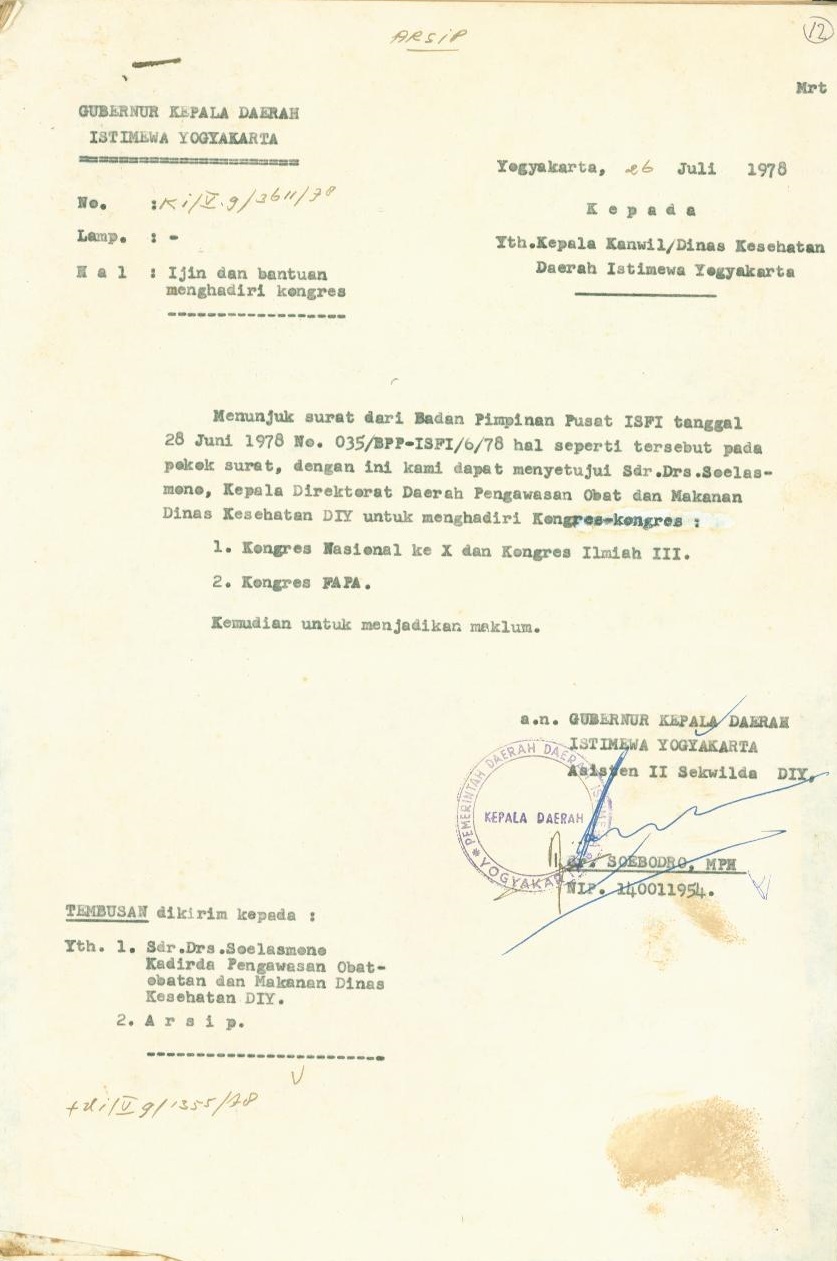 ARSIP
12
Mrt
GUBERNUR KEPALA DAERAH
ISTIMEWA YOGYAKARTA
Yogyakarta, 26 Juli 1978
No. : Ki/V.g/3611/78
K e p a d a
Lamp. : -
Yth.Kepala Kanwil/Dinas Kesehatan
Daerah Istimewa Yogyakarta
H a l : Ijin dan bantuan
menghadiri kongres
Menunjuk surat dari Badan Pimpinan Pusat ISFI tanggal
28 Juni 1978 No. 035/BPP-ISFI/6/78 hal seperti tersebut pada
pokok surat, dengan ini kami dapat menyetujui Sdr.Drs.Soelas-
mono, Kepala Direktorat Daerah Pengawasan Obat dan Makanan
Dinas Kesehatan DIY untuk menghadiri Kongres-kongres :
1. Kongres Nasional ke X dan Kongres Ilmiah III.
2. Kongres FAPA.
Kemudian untuk menjadikan maklum.
a.n. GUBERNUR KEPALA DAERAH
ISTIMEWA YOGYAKARTA
Asisten II Sekwilda DIY.
PEMERINTAH DAERAH DAERAH ISTIMEWA
KEPALA DAERAH
YOGYAKARTA
SOEBODRO, MPH
NIP. 140011954.
TEMBUSAN dikirim kepada :
Yth. 1. Sdr.Drs.Soelasmono
Kadirda Pengawasan Obat-
obatan dan Makanan Dinas
Kesehatan DIY.
2. A r s i p.
/V g/1355/78